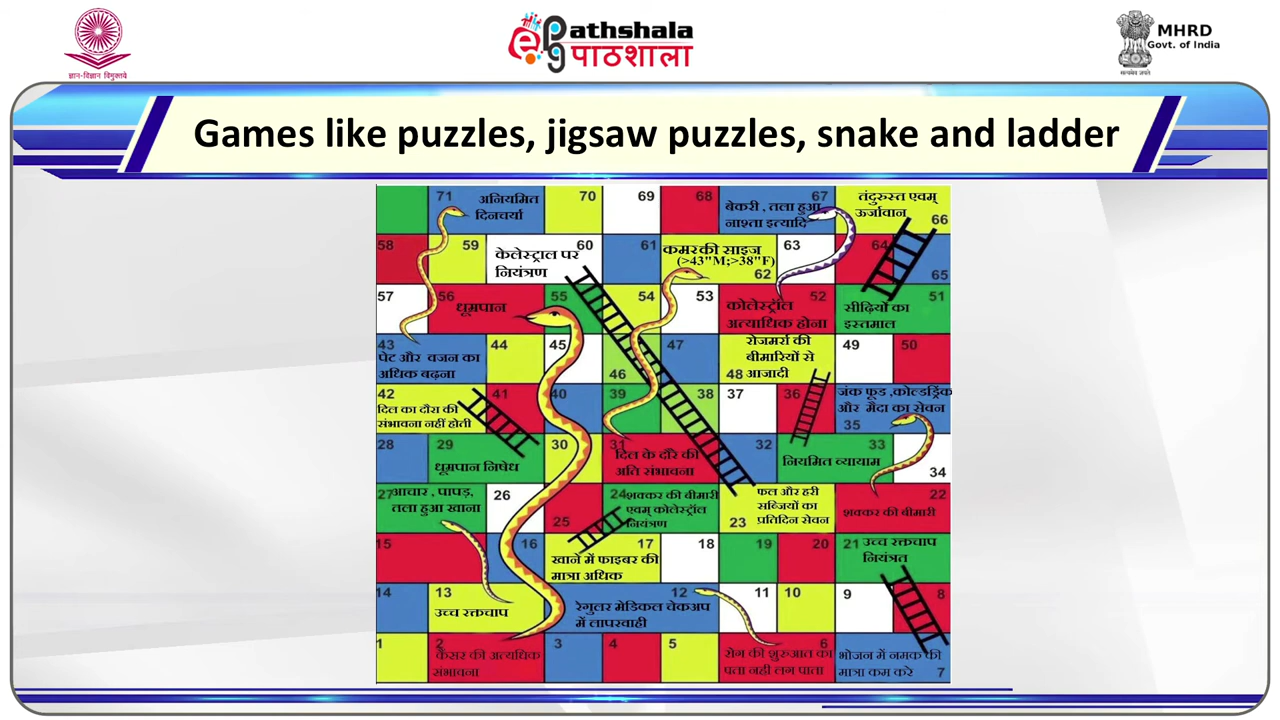 ज्ञान-विज्ञान विमुक्तये
ePathshala
पाठशाला
MHRD
Govt. of India
सत्यमेव जयते
Games like puzzles, jigsaw puzzles, snake and ladder
71 अनियमित
दिनचर्या
70
69
68
67
बेकरी , तला हुआ
नाश्ता इत्यादि
तंदुरुस्त एवम्
ऊर्जावान
66
58
59
60
केलेस्ट्राल पर
नियंत्रण
61
कमरकी साइज
(>43"M;>38"F)
62
63
64
65
57
56
धूम्रपान
55
54
53
52
कोलेस्ट्रॉल
अत्याधिक होना
51
सीढ़ियों का
इस्तमाल
43
पेट और वजन का
अधिक बढ़ना
44
45
46
47
रोजमर्रा की
बीमारियों से
48 आजादी
49
50
42
दिल का दौरा की
संभावना नहीं होती
41
40
39
38
37
36
जंक फूड ,कोल्डड्रिंक
और मैदा का सेवन
35
28
29
धूम्रपान निषेध
30
31
दिल के दौरे की
अति संभावना
32
33
नियमित व्यायाम
34
27 आचार , पापड़,
तला हुआ खाना
26
25
24 शक्कर की बीमारी
एवम् कोलेस्ट्रॉल
नियंत्रण
फल और हरी
सब्जियों का
23 प्रतिदिन सेवन
22
शक्कर की बीमारी
15
16
17
खाने में फाइबर की
मात्रा अधिक
18
19
20
21 उच्च रक्तचाप
नियंत्रत
14
13
उच्च रक्तचाप
12
रेगुलर मेडिकल चेकअप
में लापरवाही
11
10
9
8
1
2
कैंसर की अत्यधिक
संभावना
3
4
5
6
रोग की शुरुआत का
पता नही लग पाता
भोजन में नमक की
मात्रा कम करे 7